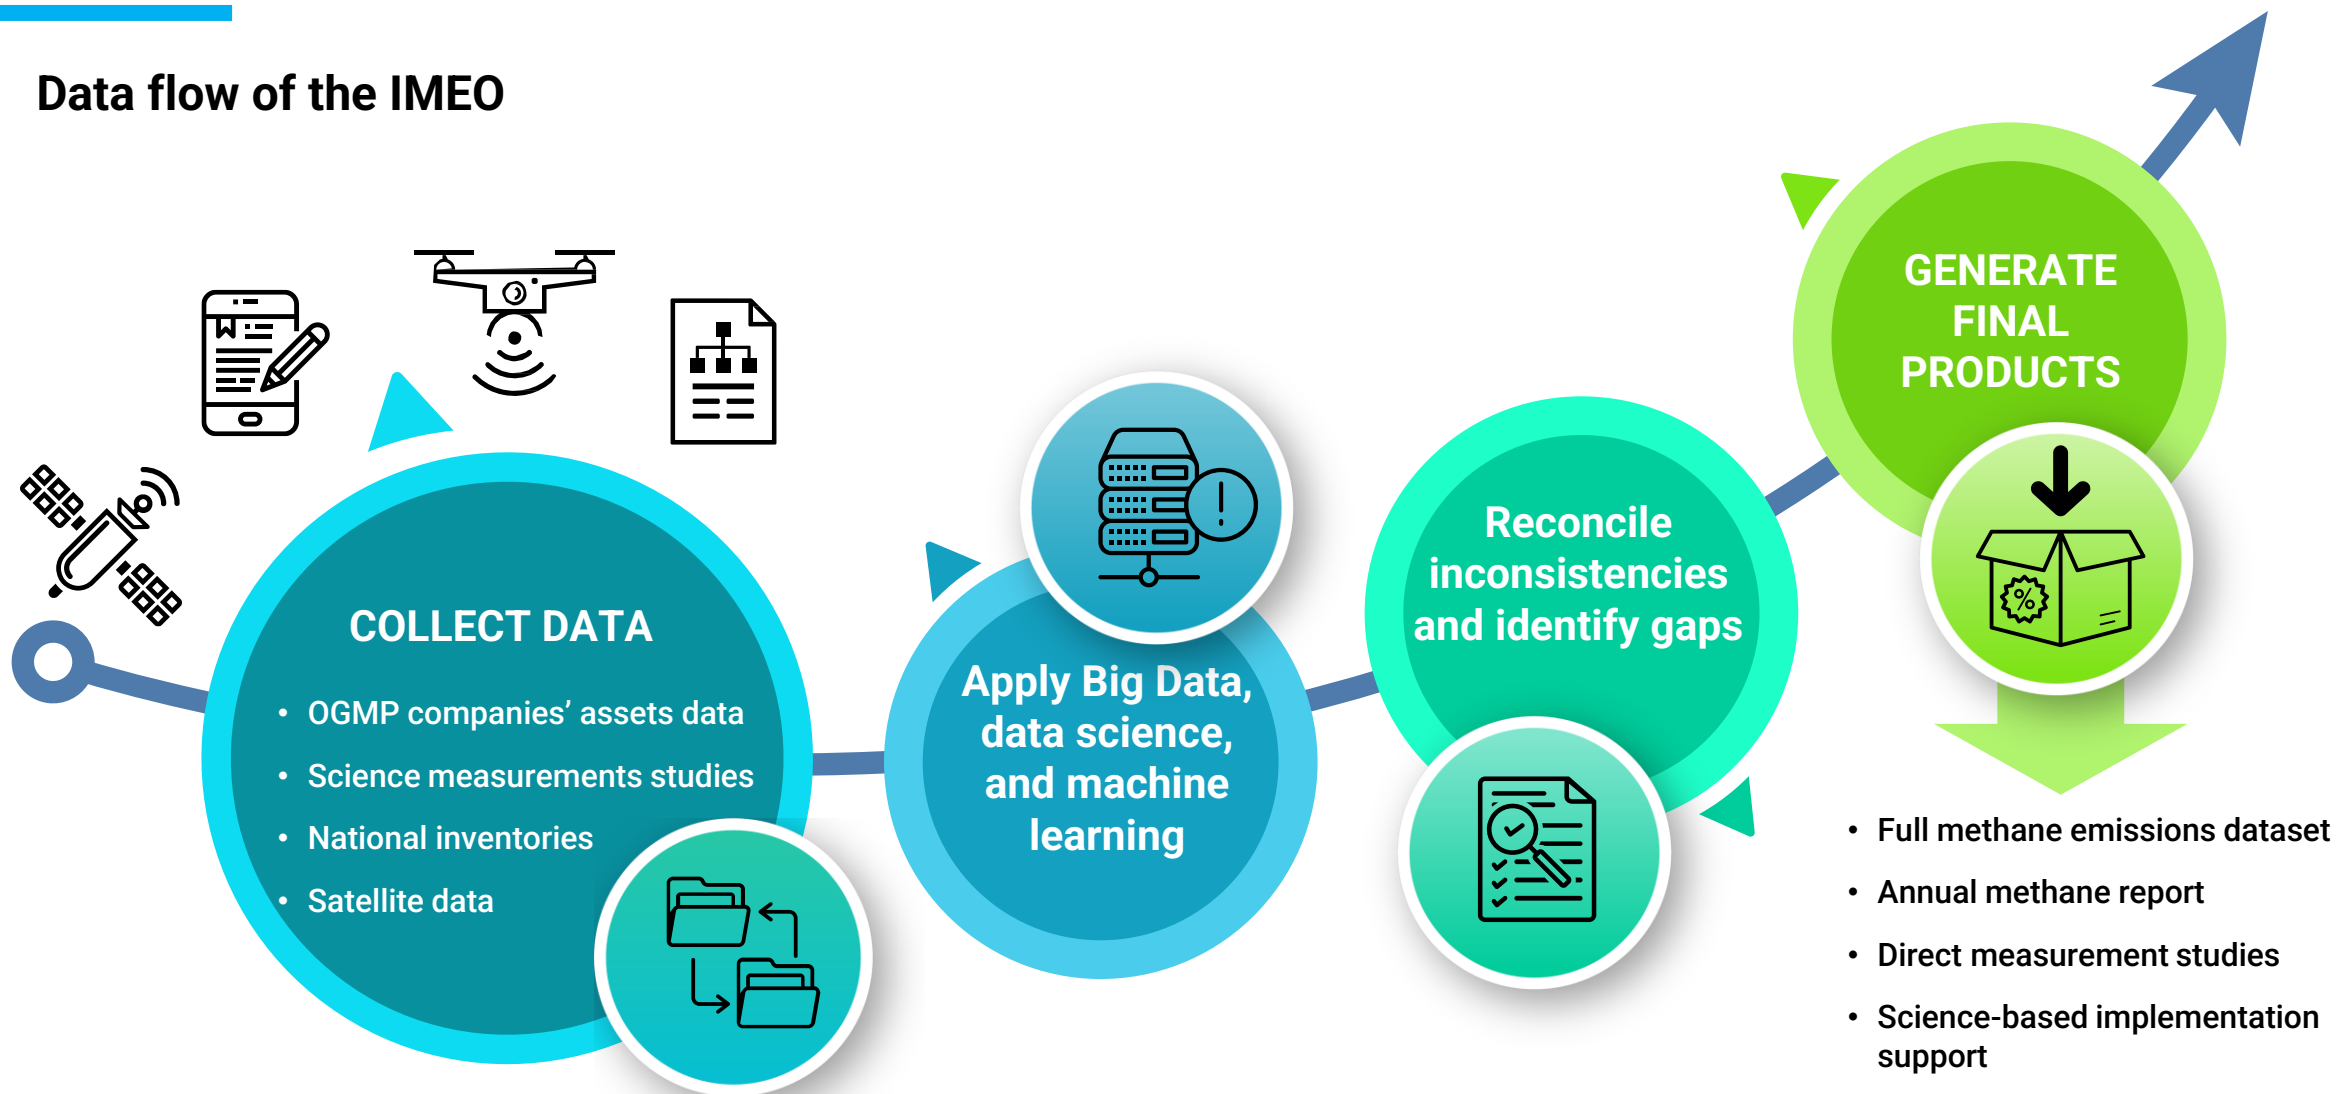 Data flow of the IMEO
COLLECT DATA
• OGMP companies’ assets data
• Science measurements studies
• National inventories
• Satellite data
Apply Big Data,
data science,
and machine
learning
Reconcile
inconsistencies
and identify gaps
GENERATE
FINAL
PRODUCTS
%
• Full methane emissions dataset
• Annual methane report
• Direct measurement studies
• Science-based implementation
support